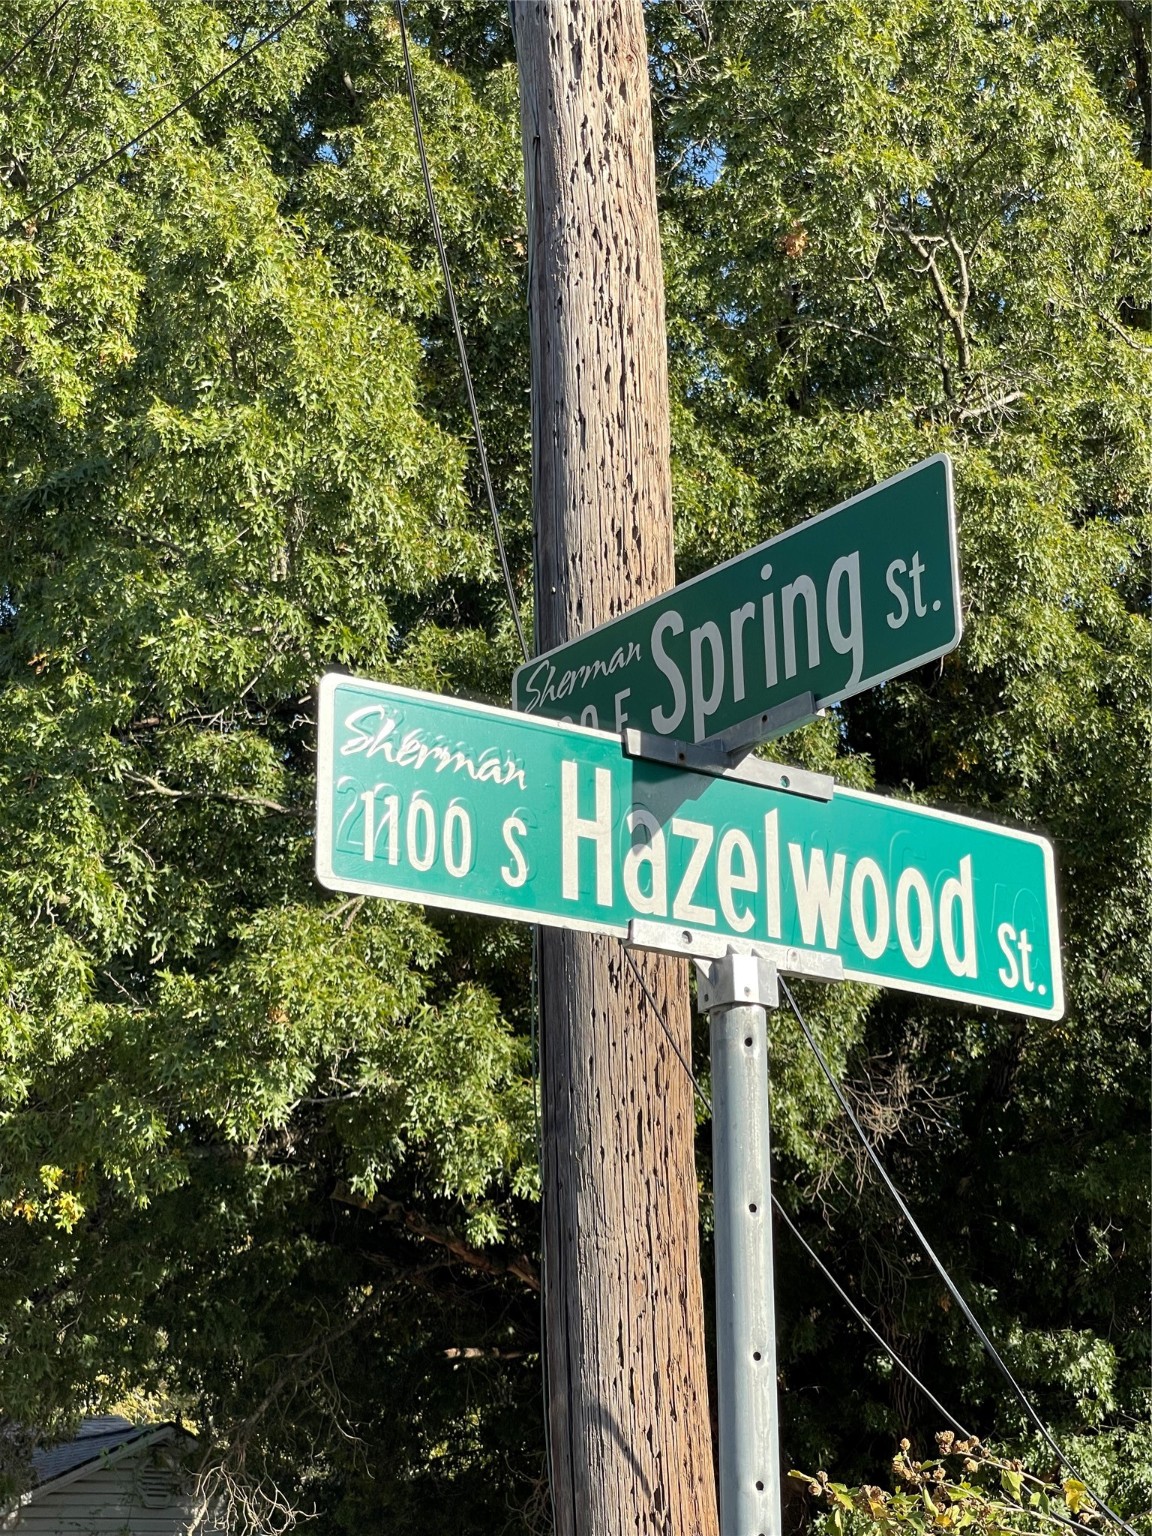 Sherman
E Spring St.
Sherman
1100 S Hazelwood St.